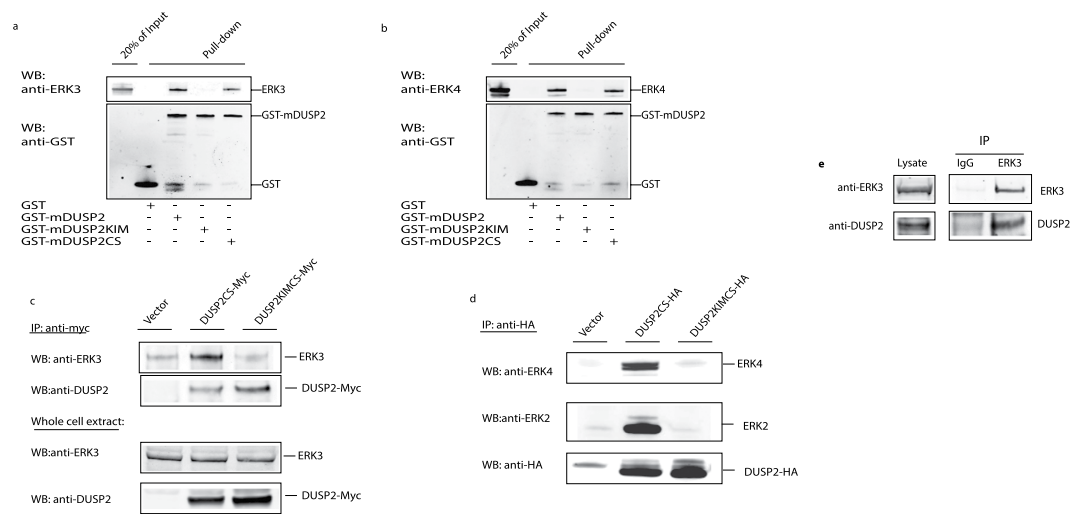 a
20% of Input
Pull-down
WB:
anti-ERK3
ERK3
WB:
anti-GST
GST-mDUSP2
GST
GST + - - -
GST-mDUSP2 - + - -
GST-mDUSP2KIM - - + -
GST-mDUSP2CS - - - +
b
20% of Input
Pull-down
WB:
anti-ERK4
ERK4
WB:
anti-GST
GST-mDUSP2
GST
GST + - - -
GST-mDUSP2 - + - -
GST-mDUSP2KIM - - + -
GST-mDUSP2CS - - - +
e
IP
Lysate IgG ERK3
anti-ERK3 ERK3
anti-DUSP2 DUSP2
c
Vector
DUSP2CS-Myc
DUSP2KIMCS-Myc
IP: anti-myc
WB: anti-ERK3 ERK3
WB:anti-DUSP2 DUSP2-Myc
Whole cell extract:
WB:anti-ERK3 ERK3
WB: anti-DUSP2 DUSP2-Myc
d
Vector
DUSP2CS-HA
DUSP2KIMCS-HA
IP: anti-HA
WB: anti-ERK4 ERK4
WB:anti-ERK2 ERK2
WB: anti-HA DUSP2-HA